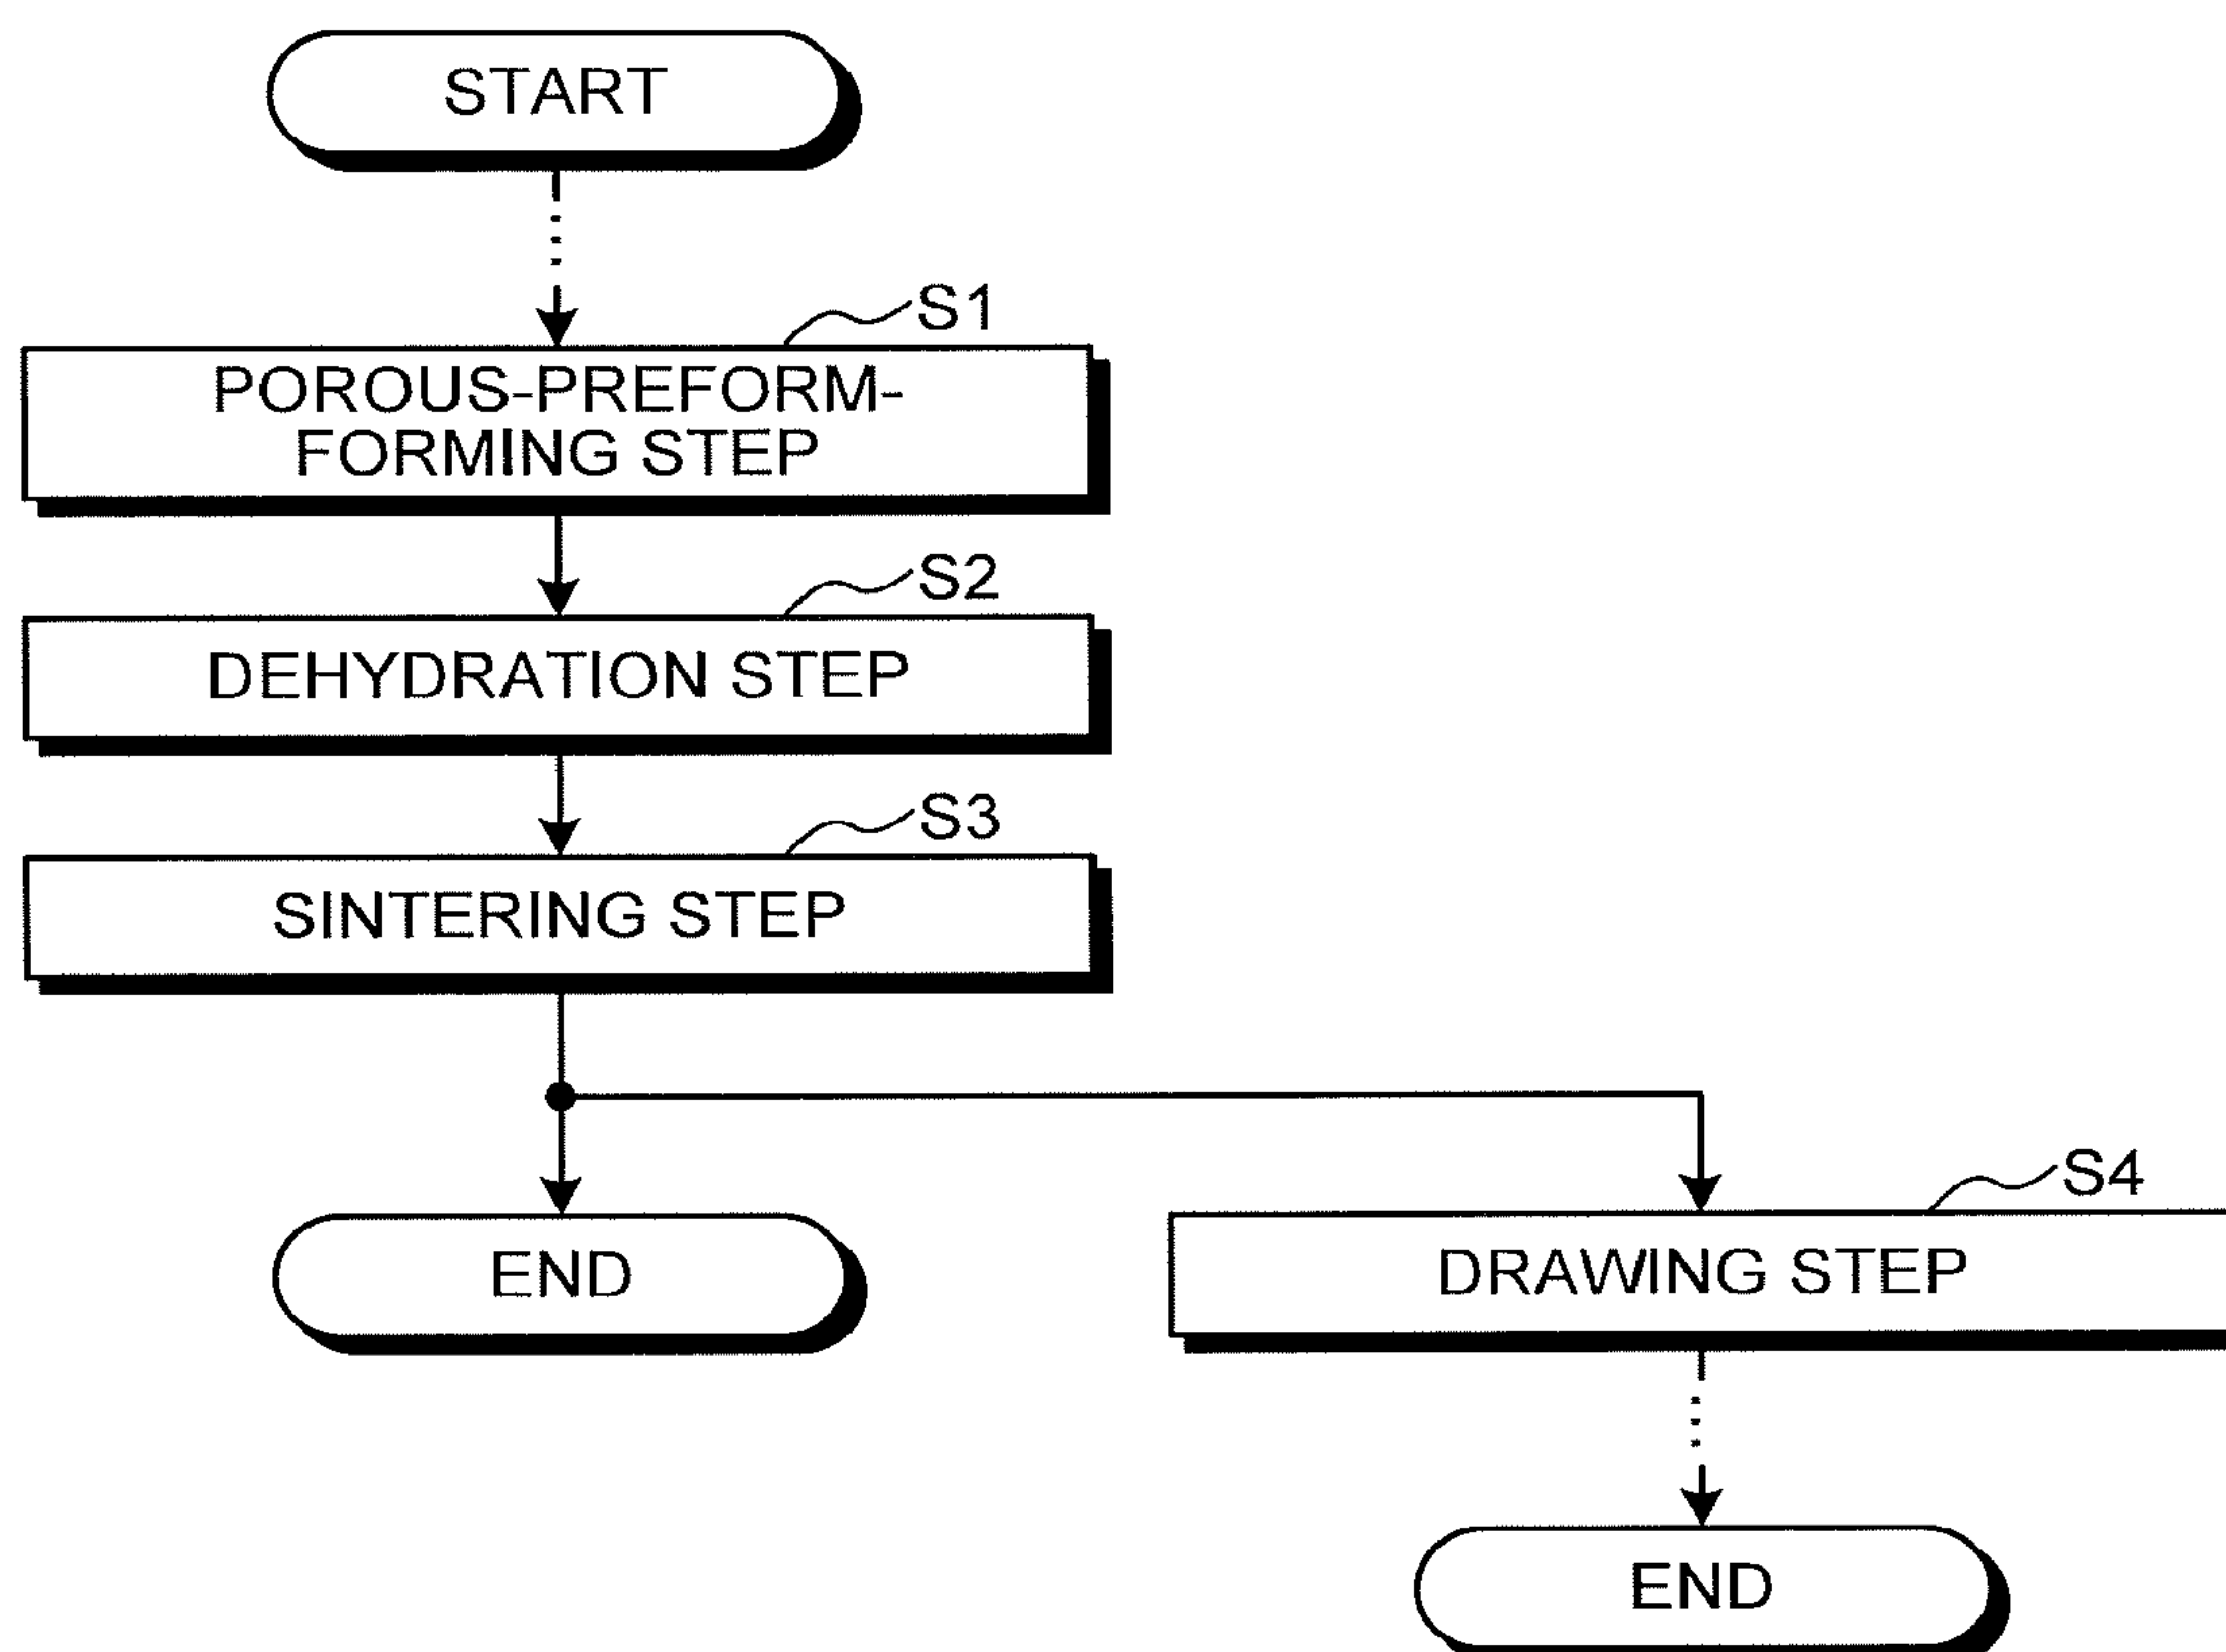 START
S1
POROUS-PREFORM-
FORMING STEP
S2
DEHYDRATION STEP
S3
SINTERING STEP
S4
END
DRAWING STEP
END